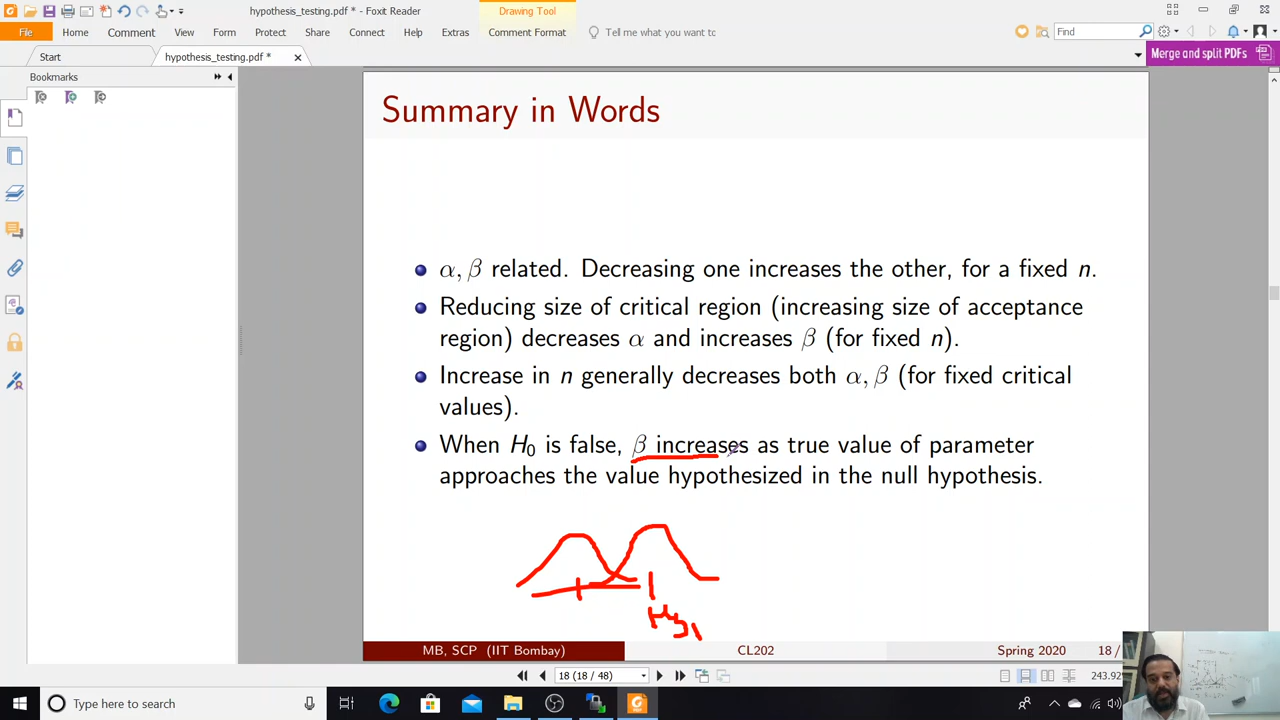 hypothesis_testing.pdf * - Foxit Reader
Drawing Tool
File Home Comment View Form Protect Share Connect Help Extras Comment Format Tell me what you want to Find
Start hypothesis_testing.pdf * Merge and split PDFs
Bookmarks
Summary in Words
α, β related. Decreasing one increases the other, for a fixed n.
Reducing size of critical region (increasing size of acceptance
region) decreases α and increases β (for fixed n).
Increase in n generally decreases both α, β (for fixed critical
values).
When H₀ is false, β increases as true value of parameter
approaches the value hypothesized in the null hypothesis.
MB, SCP (IIT Bombay) CL202 Spring 2020 18 /
18 (18 / 48) 243.92
Type here to search